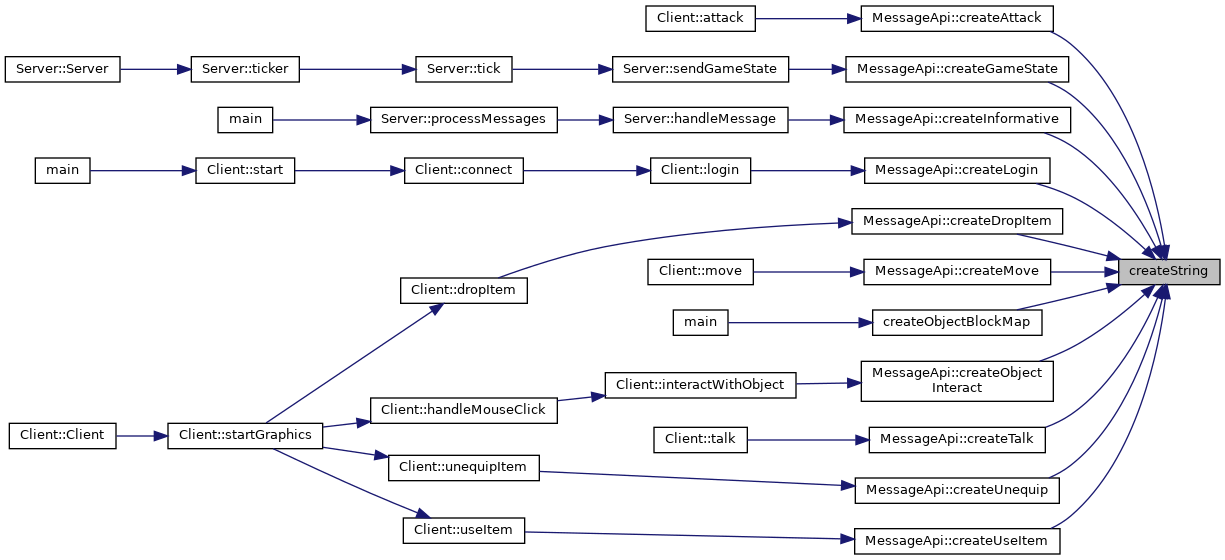 Client::attack
MessageApi::createAttack
Server::Server
Server::ticker
Server::tick
Server::sendGameState
MessageApi::createGameState
main
Server::processMessages
Server::handleMessage
MessageApi::createInformative
main
Client::start
Client::connect
Client::login
MessageApi::createLogin
MessageApi::createDropItem
Client::move
MessageApi::createMove
createString
Client::dropItem
main
createObjectBlockMap
MessageApi::createObject
Interact
Client::interactWithObject
Client::handleMouseClick
Client::Client
Client::startGraphics
Client::talk
MessageApi::createTalk
Client::unequipItem
MessageApi::createUnequip
Client::useItem
MessageApi::createUseItem